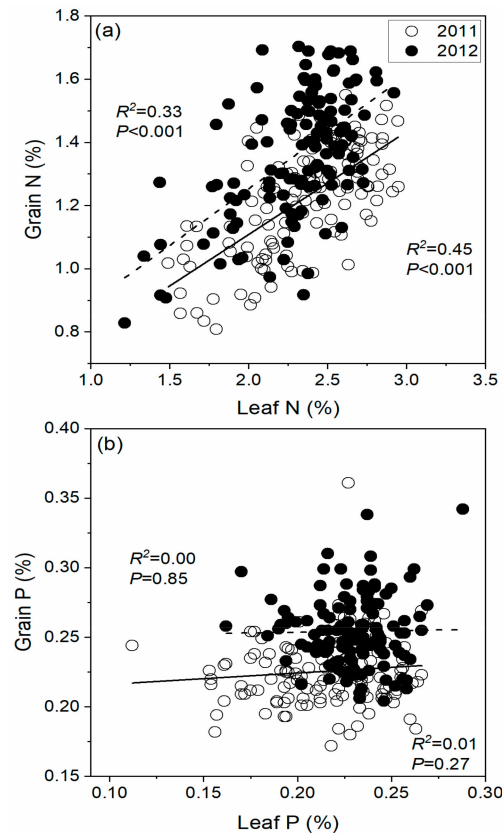 (a)
2011
2012
R²=0.33
P<0.001
R²=0.45
P<0.001
Grain N (%)
1.8
1.6
1.4
1.2
1.0
0.8
1.0 1.5 2.0 2.5 3.0 3.5
Leaf N (%)
(b)
R²=0.00
P=0.85
R²=0.01
P=0.27
Grain P (%)
0.40
0.35
0.30
0.25
0.20
0.15
0.10 0.15 0.20 0.25 0.30
Leaf P (%)